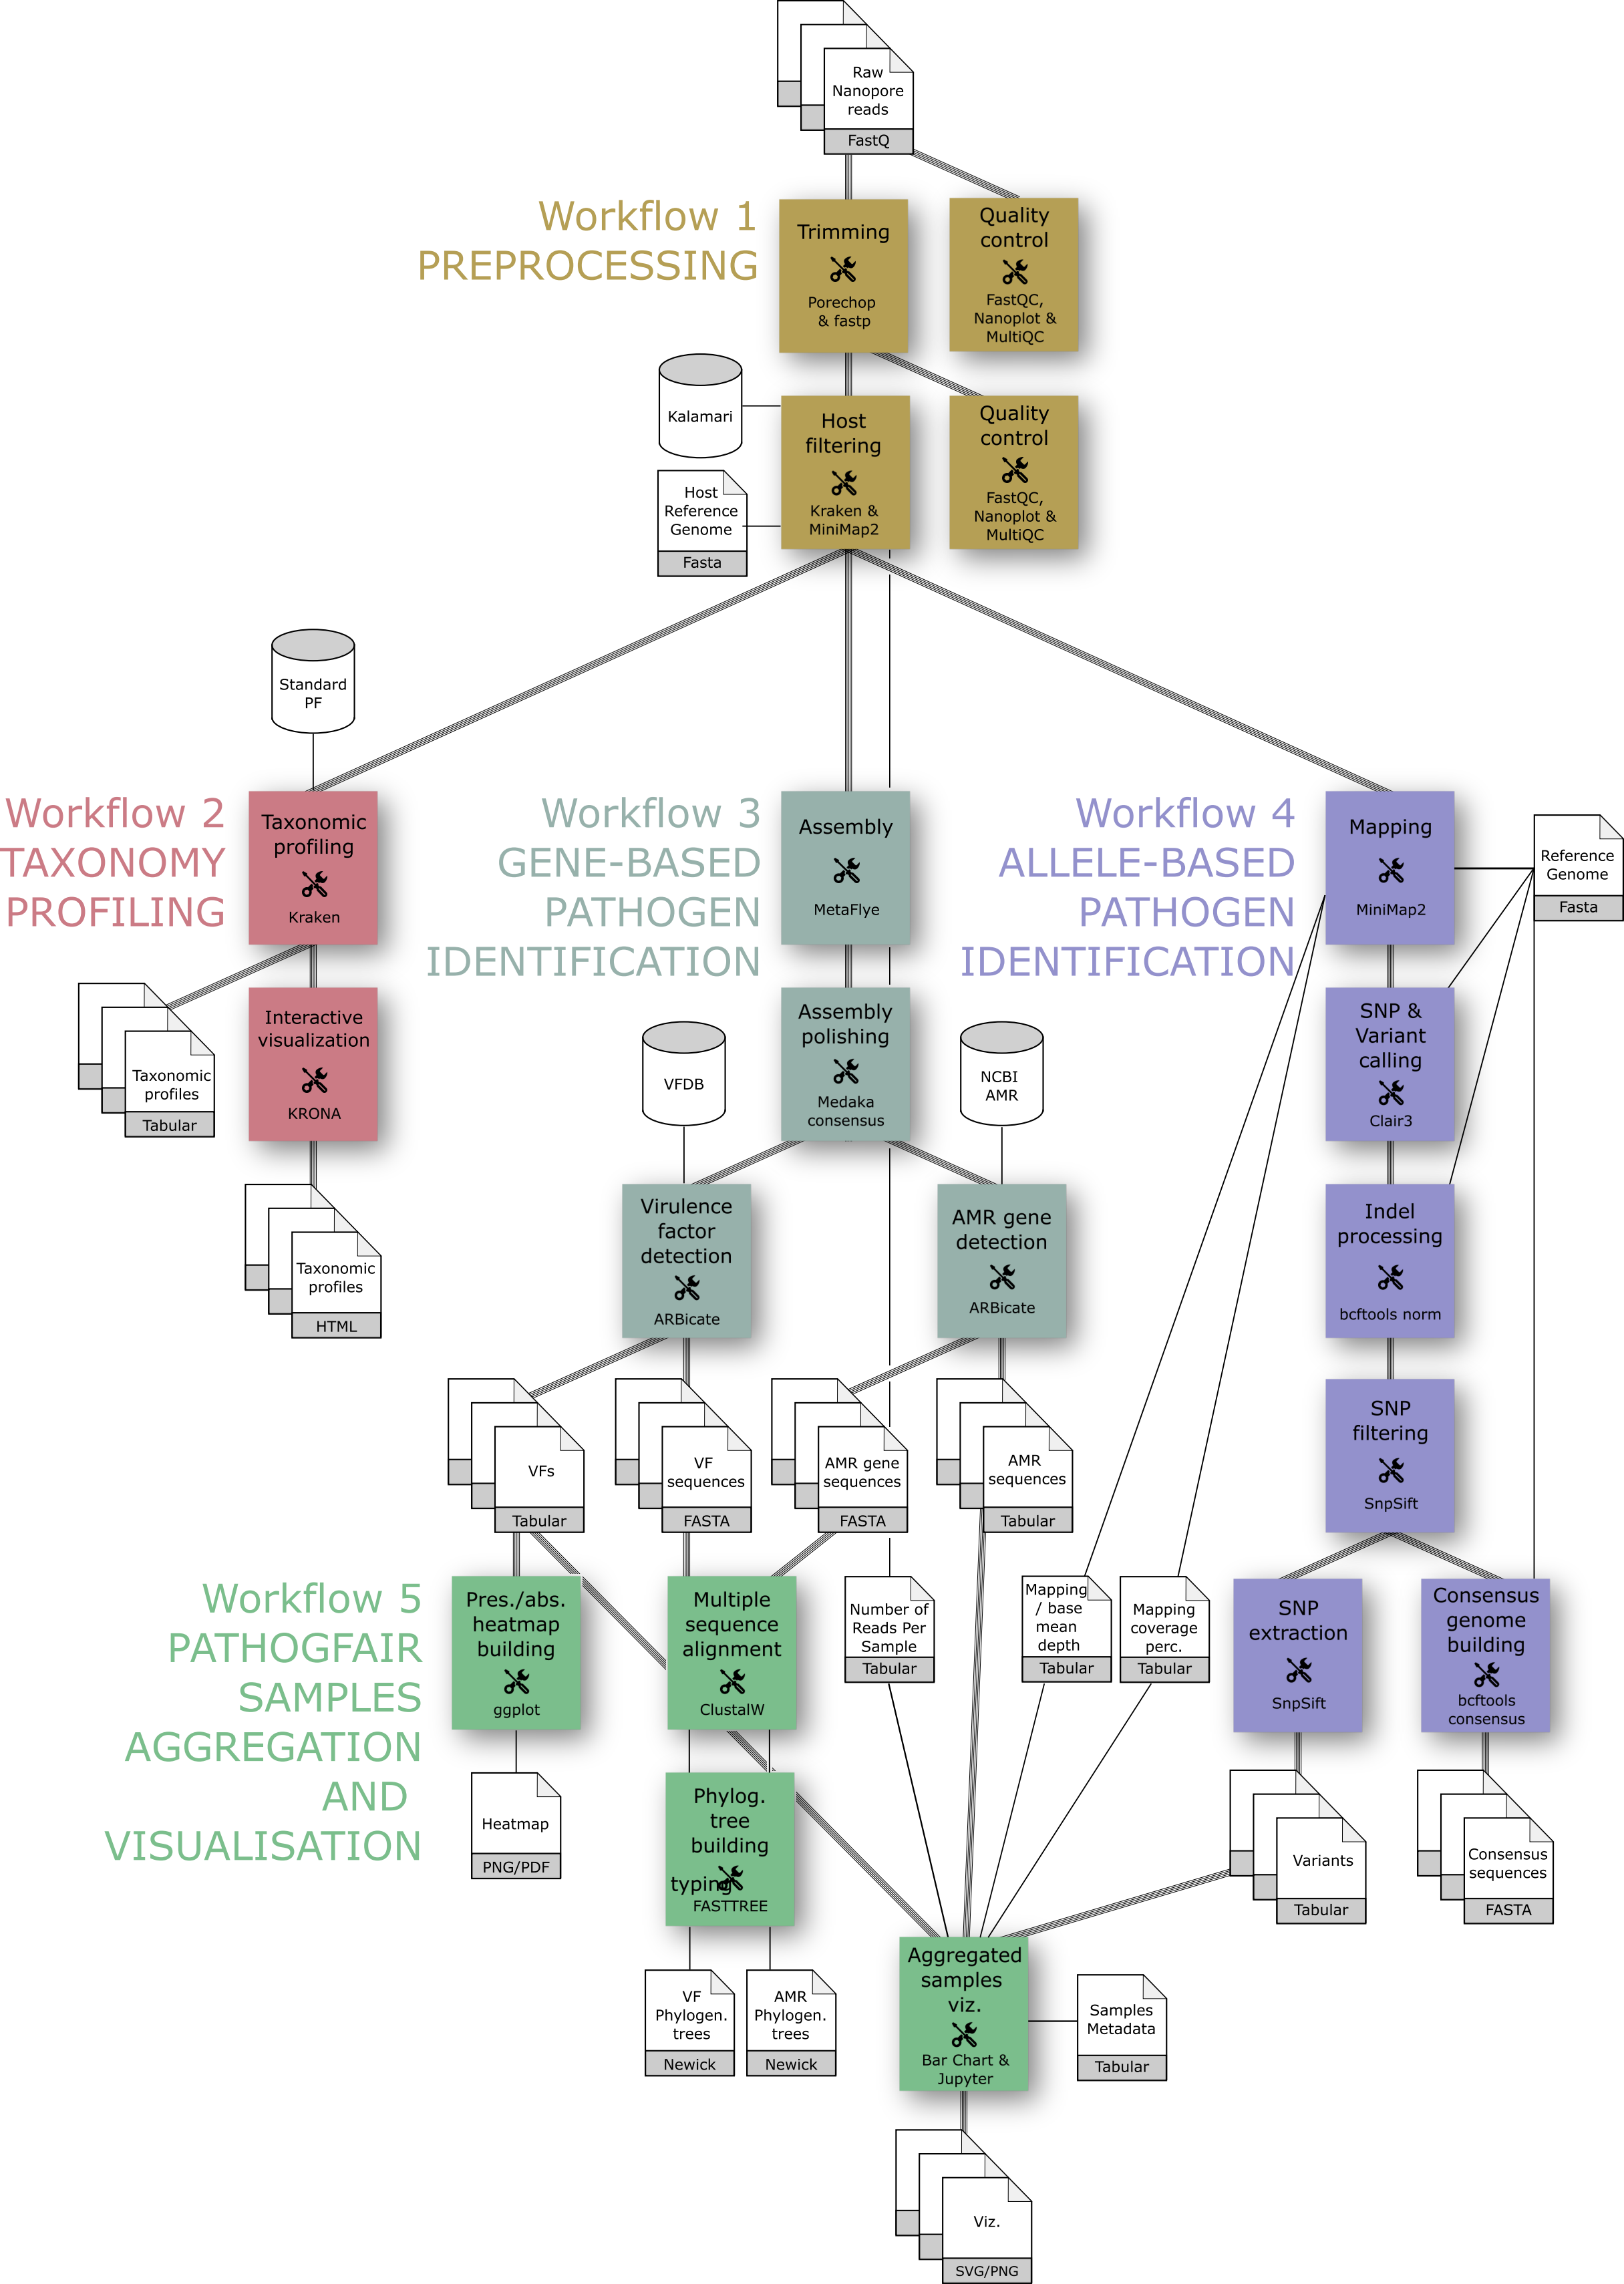 Raw
Nanopore
reads
FastQ
Workflow 1
PREPROCESSING
Trimming
Porechop
& fastp
Quality
control
FastQC,
Nanoplot &
MultiQC
Kalamari
Host
Reference
Genome
Fasta
Host
filtering
Kraken &
MiniMap2
Quality
control
FastQC,
Nanoplot &
MultiQC
Standard
PF
Workflow 2
TAXONOMY
PROFILING
Taxonomic
profiling
Kraken
Taxonomic
profiles
Tabular
Interactive
visualization
KRONA
Taxonomic
profiles
HTML
Workflow 3
GENE-BASED
PATHOGEN
IDENTIFICATION
Assembly
MetaFlye
Assembly
polishing
Medaka
consensus
VFDB
NCBI
AMR
Virulence
factor
detection
ARBicate
AMR gene
detection
ARBicate
VFs
Tabular
VF
sequences
FASTA
AMR gene
sequences
FASTA
AMR
sequences
Tabular
Workflow 4
ALLELE-BASED
PATHOGEN
IDENTIFICATION
Mapping
MiniMap2
Reference
Genome
Fasta
SNP &
Variant
calling
Clair3
Indel
processing
bcftools norm
SNP
filtering
SnpSift
SNP
extraction
SnpSift
Consensus
genome
building
bcftools
consensus
Variants
Tabular
Consensus
sequences
FASTA
Number of
Reads Per
Sample
Tabular
Mapping
/ base
mean
depth
Tabular
Mapping
coverage
perc.
Tabular
Workflow 5
PATHOGFAIR
SAMPLES
AGGREGATION
AND
VISUALISATION
Pres./abs.
heatmap
building
ggplot
Heatmap
PNG/PDF
Multiple
sequence
alignment
ClustalW
Phylog.
tree
building
typing
FASTTREE
VF
Phylogen.
trees
Newick
AMR
Phylogen.
trees
Newick
Aggregated
samples
viz.
Bar Chart &
Jupyter
Samples
Metadata
Tabular
Viz.
SVG/PNG